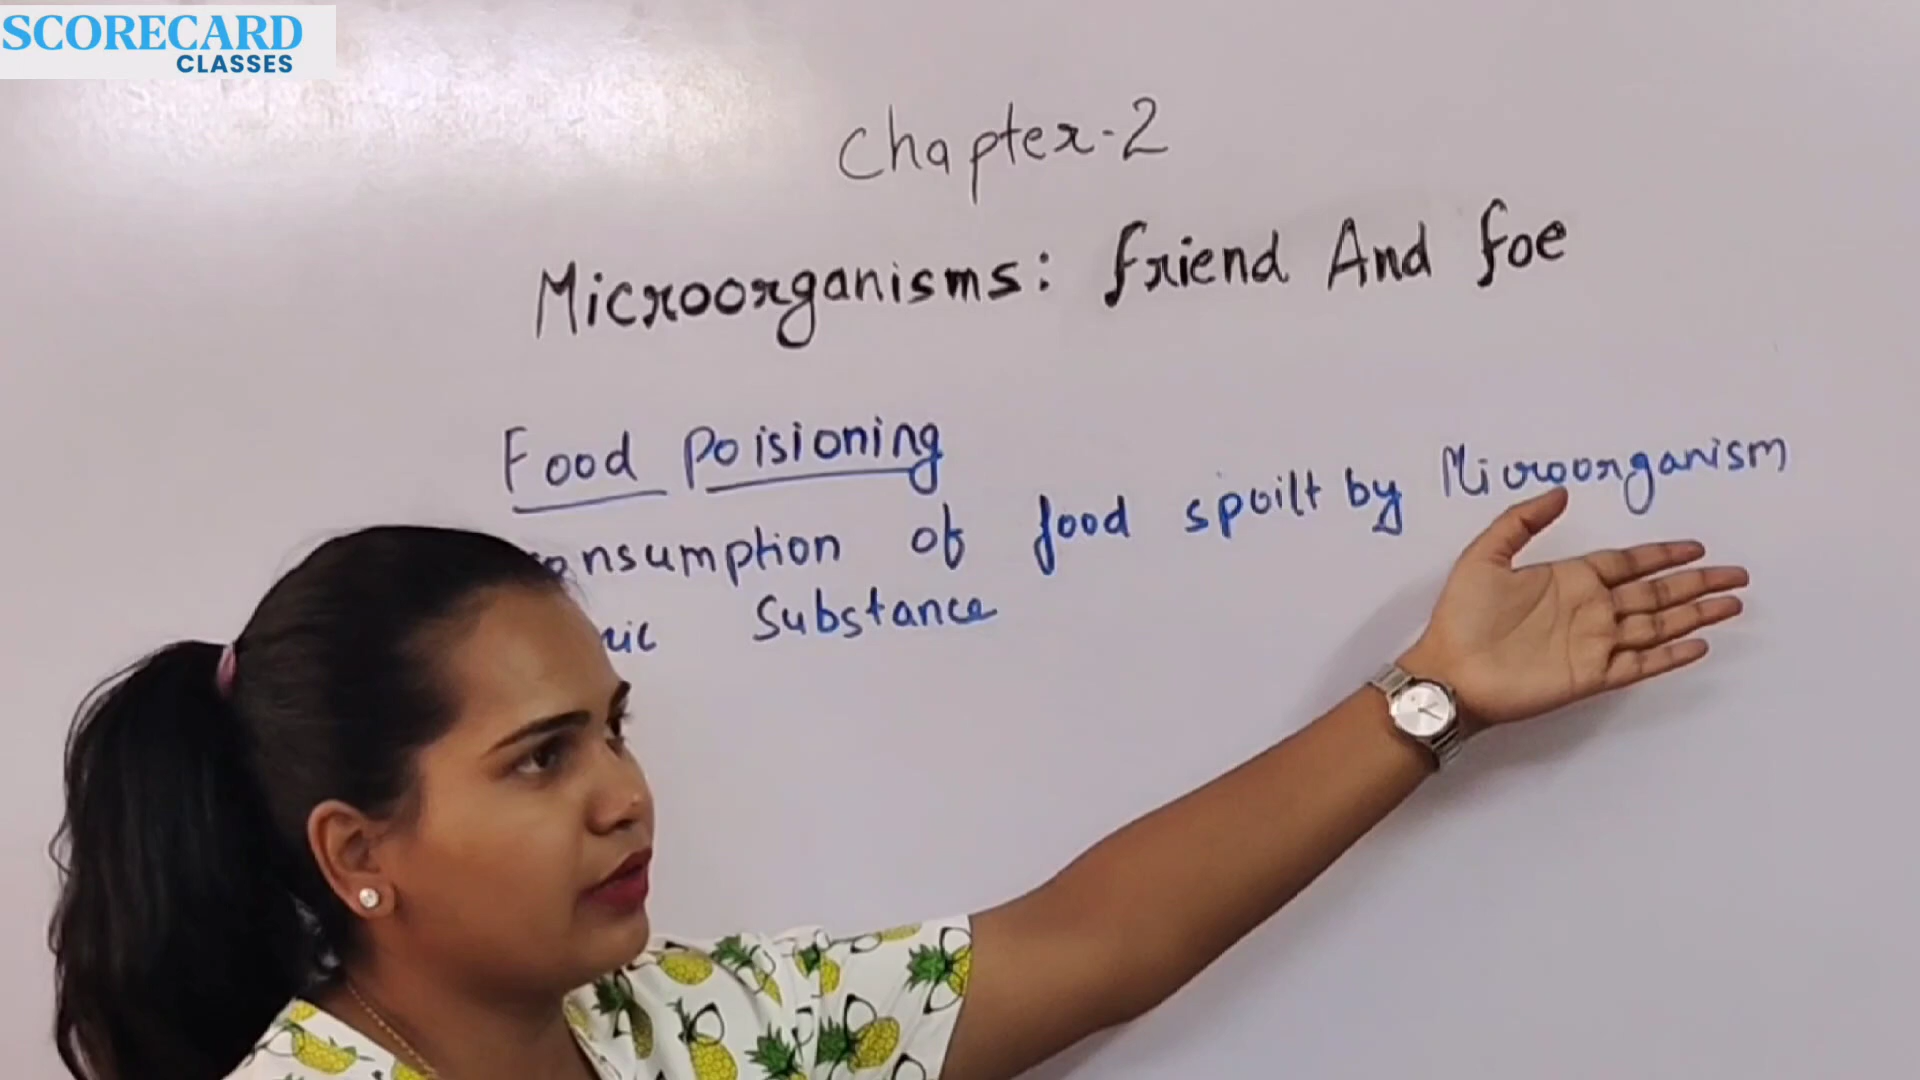 SCORECARD
CLASSES
Chapter-2
Microorganisms: Friend And Foe
Food Poisioning
onsumption of food spoilt by Microorganism
Substance